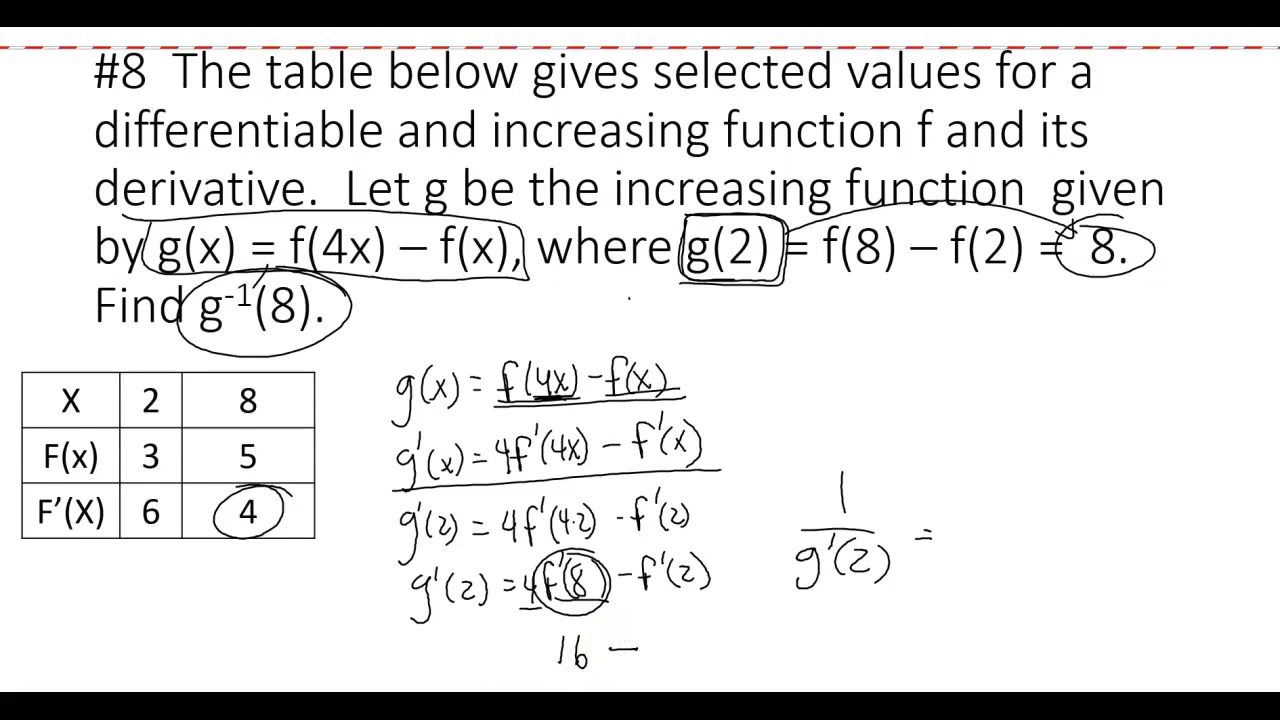 #8 The table below gives selected values for a
differentiable and increasing function f and its
derivative. Let g be the increasing function given
by g(x) = f(4x) – f(x), where g(2) = f(8) – f(2) = 8.
Find g⁻¹(8).
X 2 8
F(x) 3 5
F’(X) 6 4
g(x) = f(4x) - f(x)
g'(x) = 4f'(4x) - f'(x)
g'(2) = 4f'(4·2) - f'(2)
g'(2) = 4f'(8) - f'(2)
16 -
1
g'(2) =